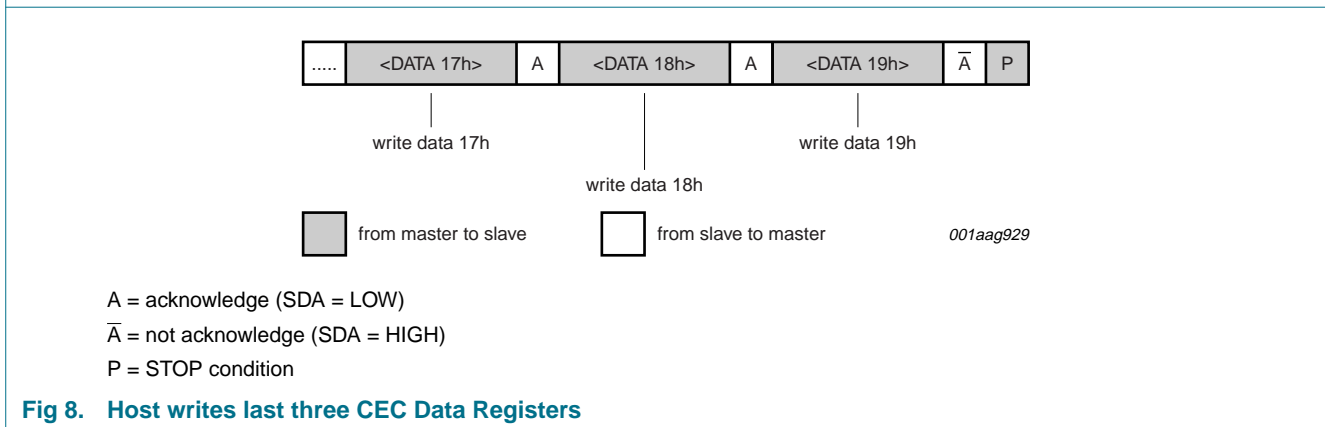 ..... <DATA 17h> A <DATA 18h> A <DATA 19h> A̅ P
write data 17h write data 19h
write data 18h
from master to slave from slave to master 001aag929
A = acknowledge (SDA = LOW)
A̅ = not acknowledge (SDA = HIGH)
P = STOP condition
Fig 8. Host writes last three CEC Data Registers